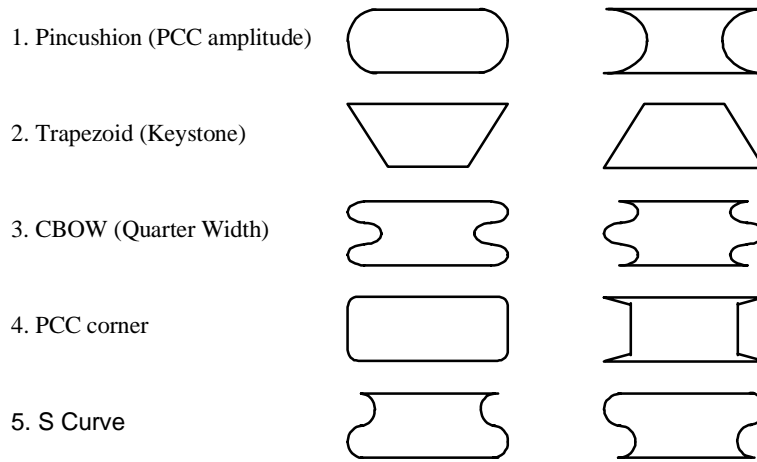 1. Pincushion (PCC amplitude)
2. Trapezoid (Keystone)
3. CBOW (Quarter Width)
4. PCC corner
5. S Curve